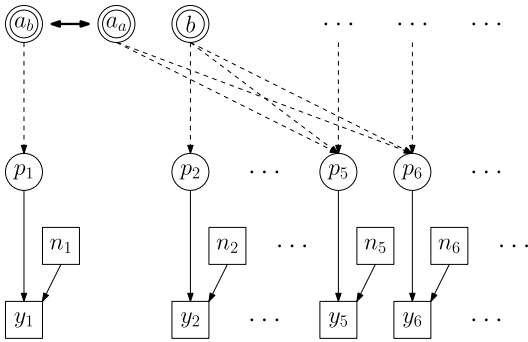 a_b a_a b ... ... ...
p_1 p_2 ... p_5 p_6 ...
n_1 n_2 ... n_5 n_6 ...
y_1 y_2 ... y_5 y_6 ...